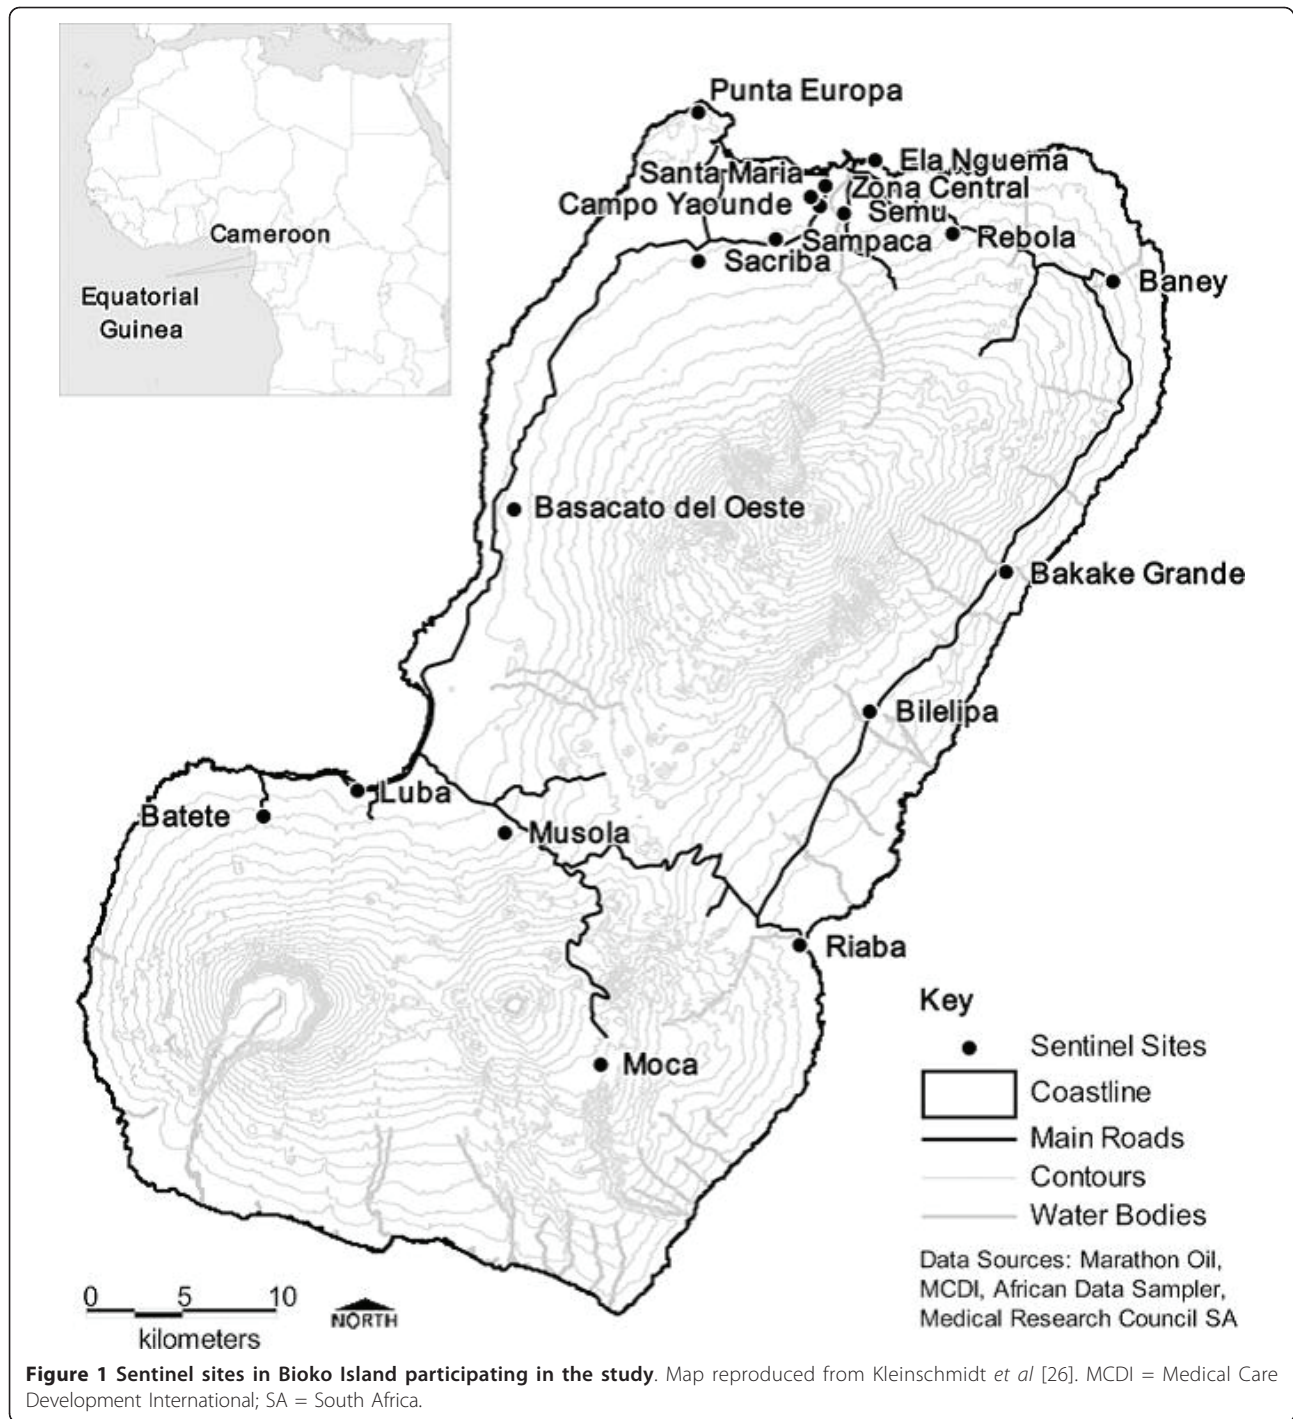 Cameroon
Equatorial
Guinea
Punta Europa
Ela Nguema
Santa Maria
Zona Central
Campo Yaounde
Semu
Sampaca
Rebola
Sacriba
Baney
Basacato del Oeste
Bakake Grande
Bilelipa
Luba
Batete
Musola
Riaba
Moca
Key
Sentinel Sites
Coastline
Main Roads
Contours
Water Bodies
Data Sources: Marathon Oil,
MCDI, African Data Sampler,
Medical Research Council SA
0 5 10
kilometers
NORTH
Figure 1 Sentinel sites in Bioko Island participating in the study. Map reproduced from Kleinschmidt et al [26]. MCDI = Medical Care
Development International; SA = South Africa.